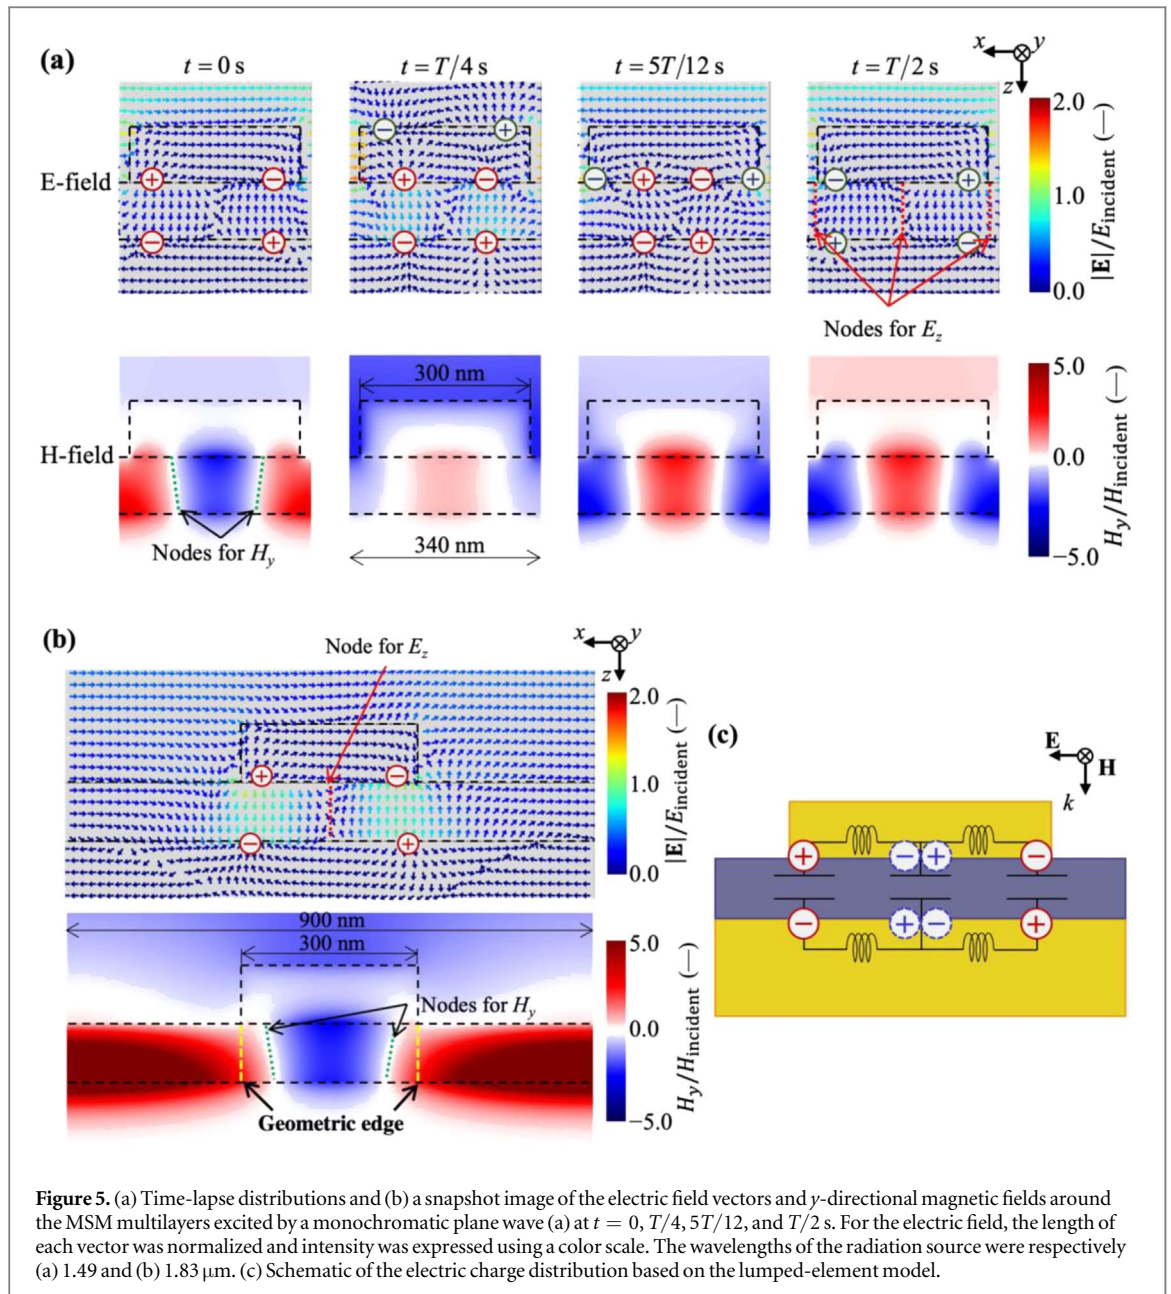 (a)
t = 0 s
t = T/4 s
t = 5T/12 s
t = T/2 s
x
y
z
E-field
+
−
−
+
−
+
+
−
−
+
−
+
−
+
−
+
−
+
+
−
2.0
1.0
0.0
|E|/E_incident (—)
Nodes for E_z
H-field
300 nm
Nodes for H_y
340 nm
5.0
0.0
−5.0
H_y/H_incident (—)
(b)
Node for E_z
x
y
z
+
−
−
+
2.0
1.0
0.0
|E|/E_incident (—)
900 nm
300 nm
Nodes for H_y
Geometric edge
5.0
0.0
−5.0
H_y/H_incident (—)
(c)
E
H
k
+
−
+
−
−
+
−
+
Figure 5. (a) Time-lapse distributions and (b) a snapshot image of the electric field vectors and y-directional magnetic fields around
the MSM multilayers excited by a monochromatic plane wave (a) at t = 0, T/4, 5T/12, and T/2 s. For the electric field, the length of
each vector was normalized and intensity was expressed using a color scale. The wavelengths of the radiation source were respectively
(a) 1.49 and (b) 1.83 μm. (c) Schematic of the electric charge distribution based on the lumped-element model.